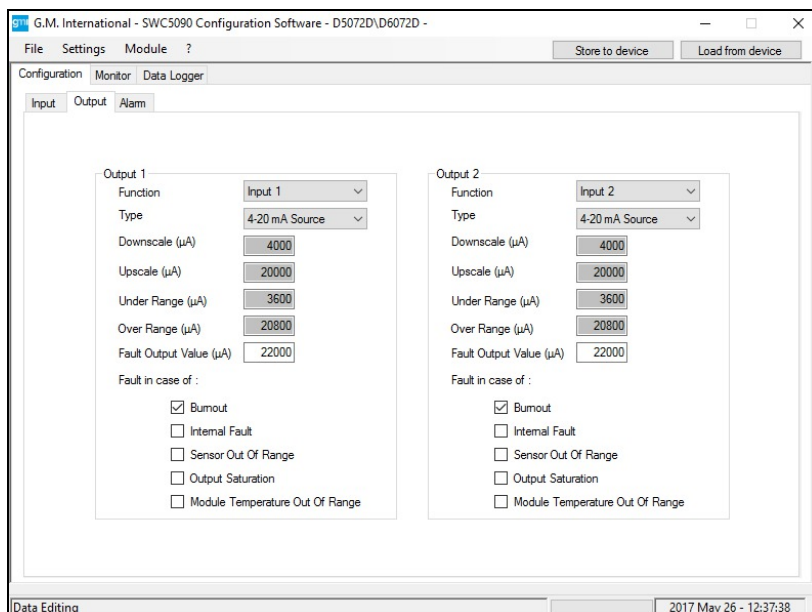 gmi G.M. International - SWC5090 Configuration Software - D5072D\D6072D -
File Settings Module ? Store to device Load from device
Configuration Monitor Data Logger
Input Output Alarm
Output 1
Function Input 1
Type 4-20 mA Source
Downscale (µA) 4000
Upscale (µA) 20000
Under Range (µA) 3600
Over Range (µA) 20800
Fault Output Value (µA) 22000
Fault in case of :
Burnout
Internal Fault
Sensor Out Of Range
Output Saturation
Module Temperature Out Of Range
Output 2
Function Input 2
Type 4-20 mA Source
Downscale (µA) 4000
Upscale (µA) 20000
Under Range (µA) 3600
Over Range (µA) 20800
Fault Output Value (µA) 22000
Fault in case of :
Burnout
Internal Fault
Sensor Out Of Range
Output Saturation
Module Temperature Out Of Range
Data Editing 2017 May 26 - 12:37:38